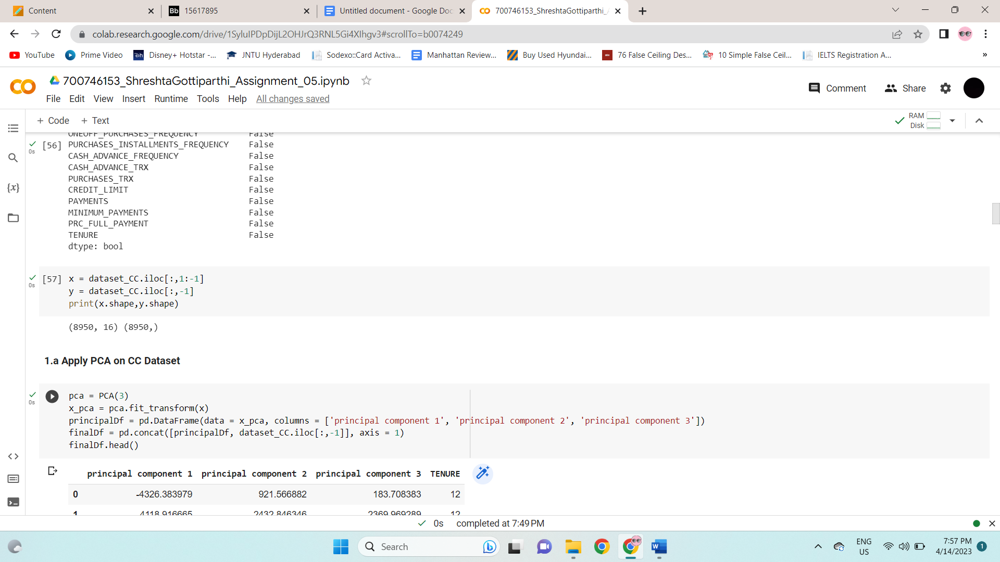 Content
15617895
Untitled document - Google Doc
700746153_ShreshtaGottiparthi_A
colab.research.google.com/drive/1SyluIPDpDijL2OHJrQ3RNL5Gi4XIhgv3#scrollTo=b0074249
YouTube Prime Video Disney+ Hotstar -... JNTU Hyderabad Sodexo::Card Activa... Manhattan Review... Buy Used Hyundai... 76 False Ceiling Des... 10 Simple False Ceil... IELTS Registration A... »
700746153_ShreshtaGottiparthi_Assignment_05.ipynb
Comment Share
File Edit View Insert Runtime Tools Help All changes saved
+ Code + Text
RAM
Disk
ONEOFF_PURCHASES_FREQUENCY False
[56] PURCHASES_INSTALLMENTS_FREQUENCY False
0s
CASH_ADVANCE_FREQUENCY False
CASH_ADVANCE_TRX False
PURCHASES_TRX False
CREDIT_LIMIT False
PAYMENTS False
MINIMUM_PAYMENTS False
PRC_FULL_PAYMENT False
TENURE False
dtype: bool
[57] x = dataset_CC.iloc[:,1:-1]
0s
y = dataset_CC.iloc[:,-1]
print(x.shape,y.shape)
(8950, 16) (8950,)
1.a Apply PCA on CC Dataset
pca = PCA(3)
0s
x_pca = pca.fit_transform(x)
principalDf = pd.DataFrame(data = x_pca, columns = ['principal component 1', 'principal component 2', 'principal component 3'])
finalDf = pd.concat([principalDf, dataset_CC.iloc[:,-1]], axis = 1)
finalDf.head()
principal component 1 principal component 2 principal component 3 TENURE
0 -4326.383979 921.566882 183.708383 12
1 4118.916665 2432.846346 2369.969289 12
0s completed at 7:49 PM
Search
ENG
US
7:57 PM
4/14/2023
1